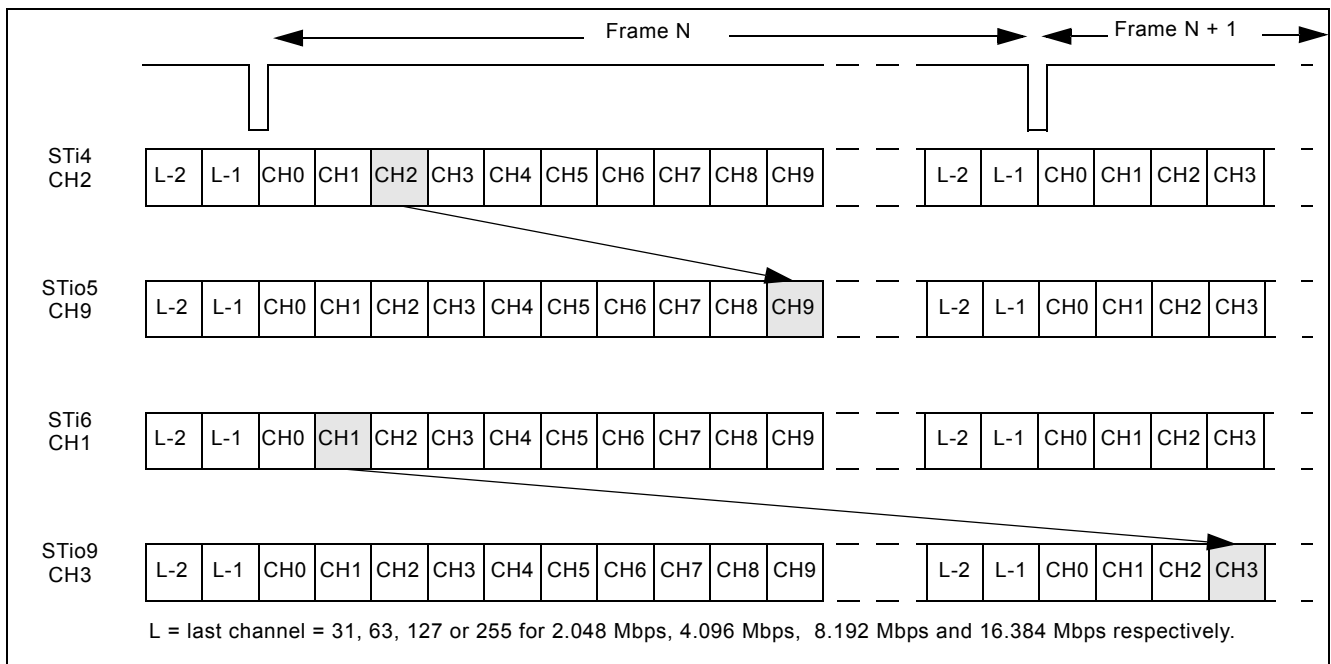 Frame N Frame N + 1
STi4
CH2
L-2 L-1 CH0 CH1 CH2 CH3 CH4 CH5 CH6 CH7 CH8 CH9 L-2 L-1 CH0 CH1 CH2 CH3
STio5
CH9
L-2 L-1 CH0 CH1 CH2 CH3 CH4 CH5 CH6 CH7 CH8 CH9 L-2 L-1 CH0 CH1 CH2 CH3
STi6
CH1
L-2 L-1 CH0 CH1 CH2 CH3 CH4 CH5 CH6 CH7 CH8 CH9 L-2 L-1 CH0 CH1 CH2 CH3
STio9
CH3
L-2 L-1 CH0 CH1 CH2 CH3 CH4 CH5 CH6 CH7 CH8 CH9 L-2 L-1 CH0 CH1 CH2 CH3
L = last channel = 31, 63, 127 or 255 for 2.048 Mbps, 4.096 Mbps, 8.192 Mbps and 16.384 Mbps respectively.